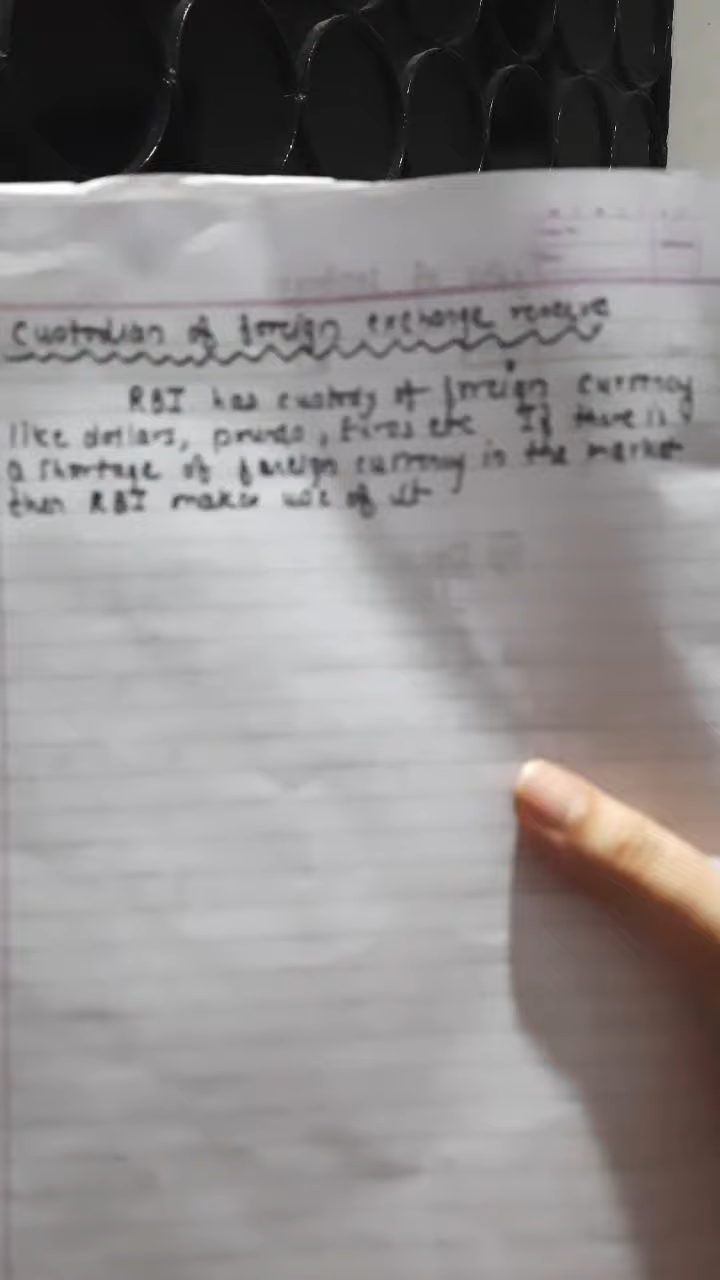 Custodian of foreign exchange reserve
RBI has custody of foreign currency
like dollars, pounds, etc If there is
a shortage of foreign currency in the market
then RBI makes use of it